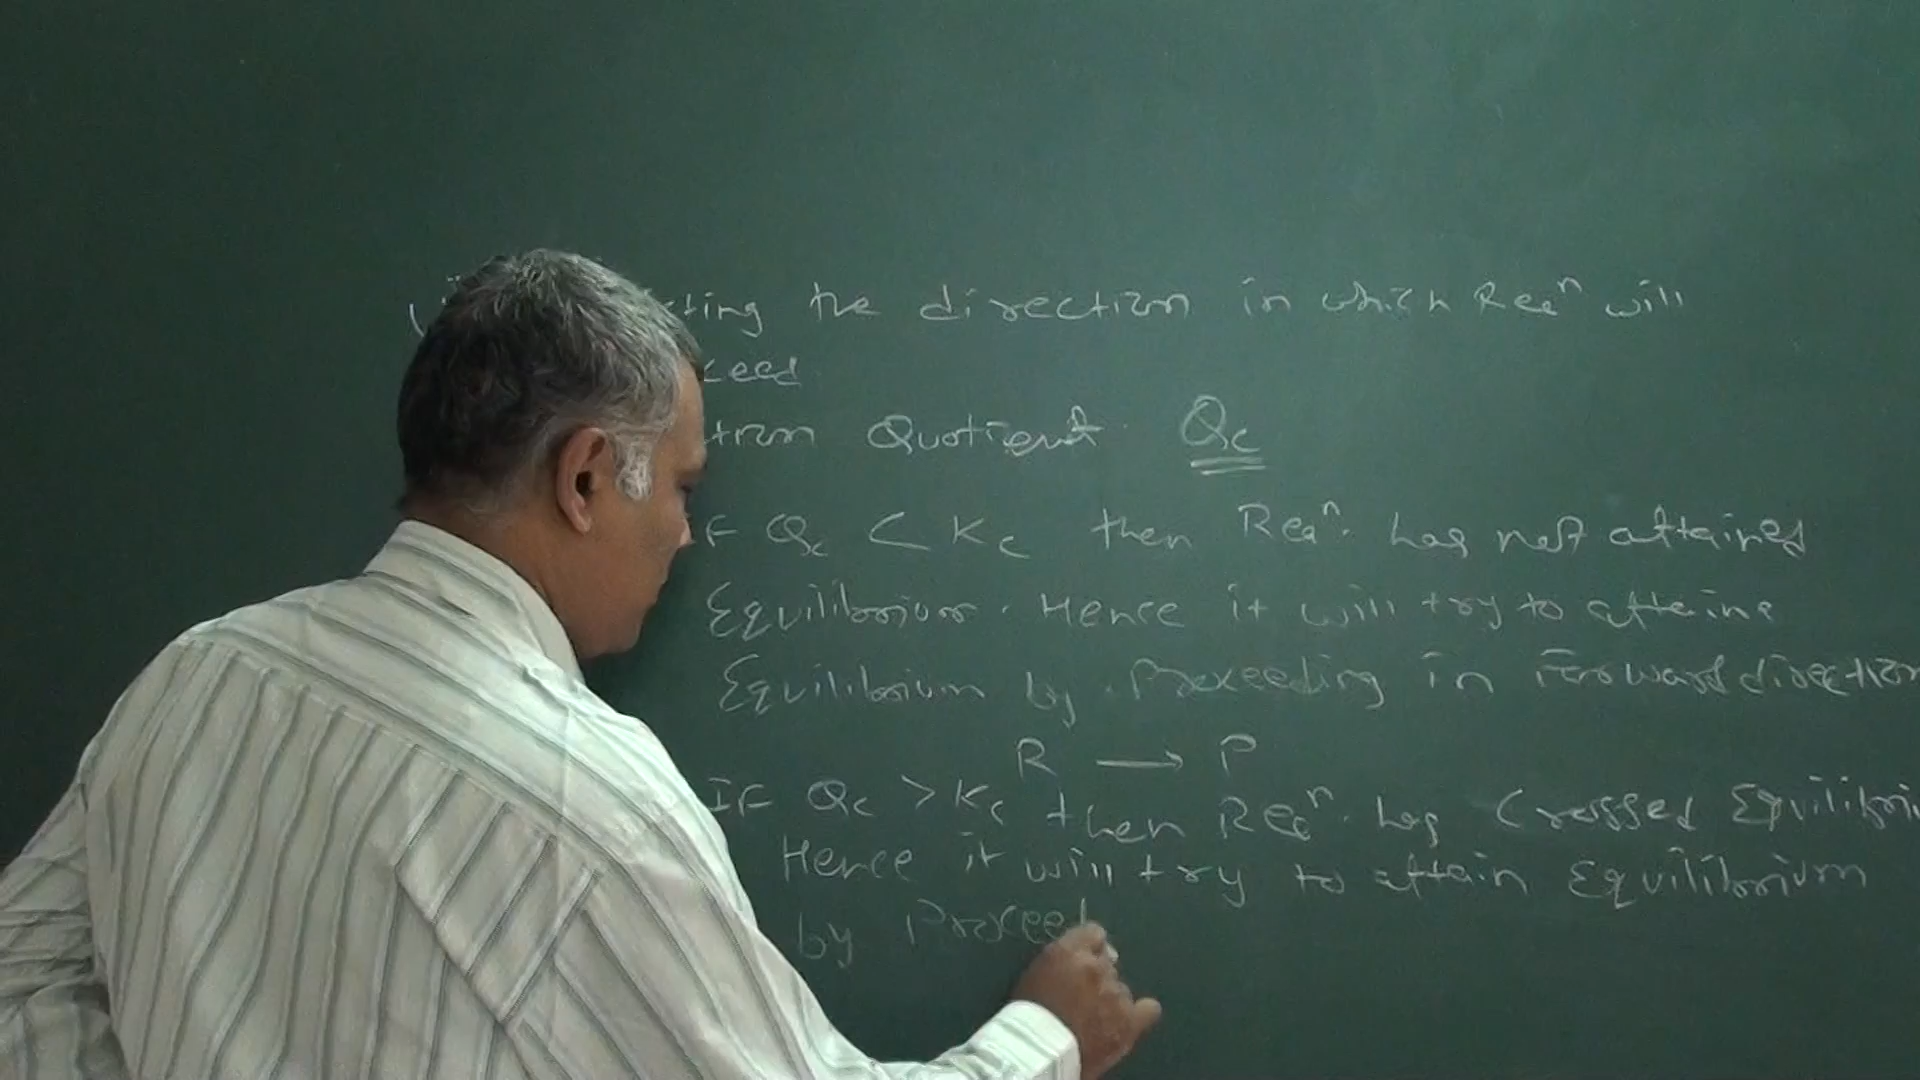 ting the direction in which Reaⁿ will
ceed
tion Quotient Qc
IF Qc < Kc then Reaⁿ. has not attained
Equilibrium. Hence it will try to attain
Equilibrium by Proceeding in Forward direction
R → P
IF Qc > Kc then Reaⁿ. has Crossed Equilibri
Hence it will try to attain Equilibrium
by Proceed